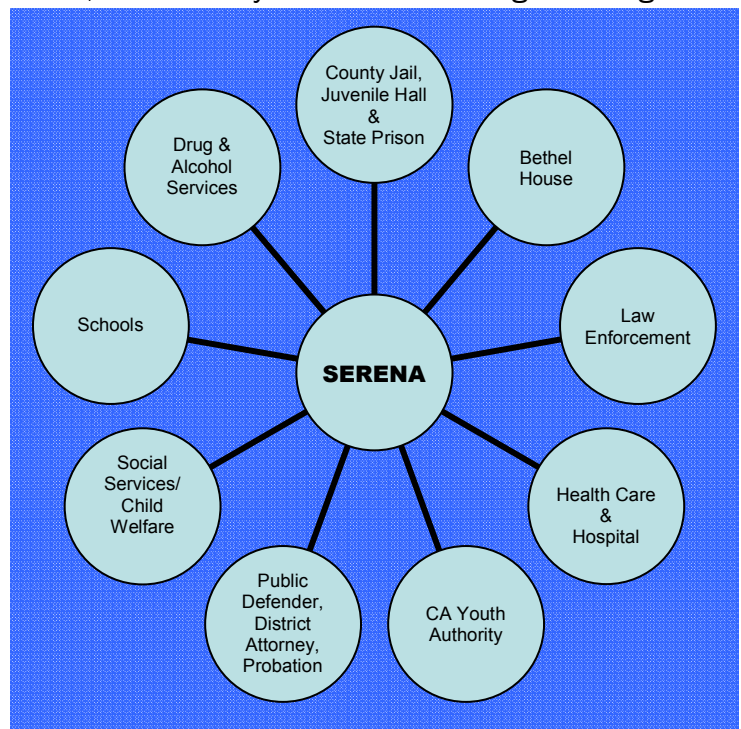 County Jail,
Juvenile Hall
&
State Prison
Bethel
House
Law
Enforcement
Health Care
&
Hospital
CA Youth
Authority
Public
Defender,
District
Attorney,
Probation
Social
Services/
Child
Welfare
Schools
Drug &
Alcohol
Services
SERENA